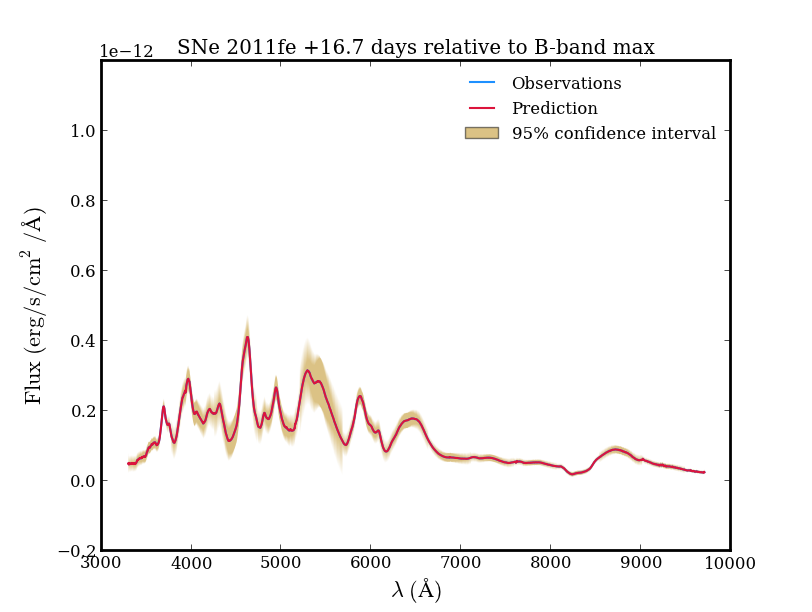 SNe 2011fe +16.7 days relative to B-band max
1e−12
Observations
Prediction
95% confidence interval
1.0
0.8
0.6
0.4
0.2
0.0
−0.2
Flux (erg/s/cm² /Å)
3000 4000 5000 6000 7000 8000 9000 10000
λ (Å)